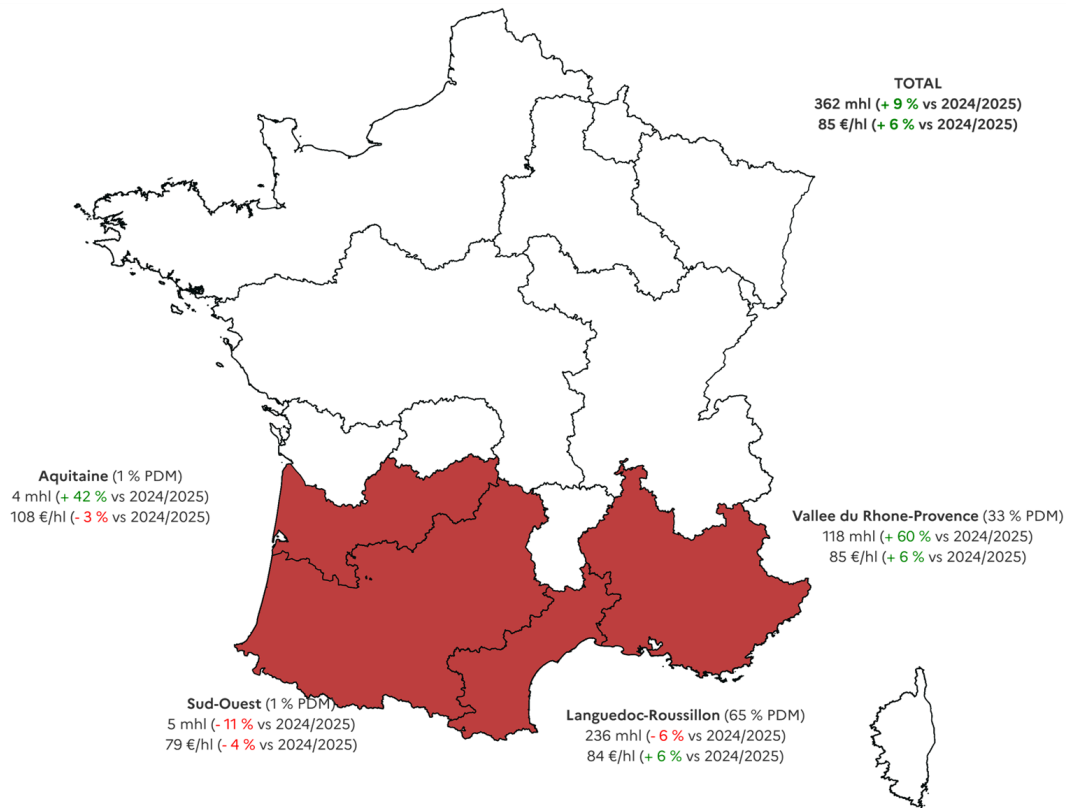 TOTAL
362 mhl (+ 9 % vs 2024/2025)
85 €/hl (+ 6 % vs 2024/2025)
Aquitaine (1 % PDM)
4 mhl (+ 42 % vs 2024/2025)
108 €/hl (- 3 % vs 2024/2025)
Vallee du Rhone-Provence (33 % PDM)
118 mhl (+ 60 % vs 2024/2025)
85 €/hl (+ 6 % vs 2024/2025)
Sud-Ouest (1 % PDM)
5 mhl (- 11 % vs 2024/2025)
79 €/hl (- 4 % vs 2024/2025)
Languedoc-Roussillon (65 % PDM)
236 mhl (- 6 % vs 2024/2025)
84 €/hl (+ 6 % vs 2024/2025)